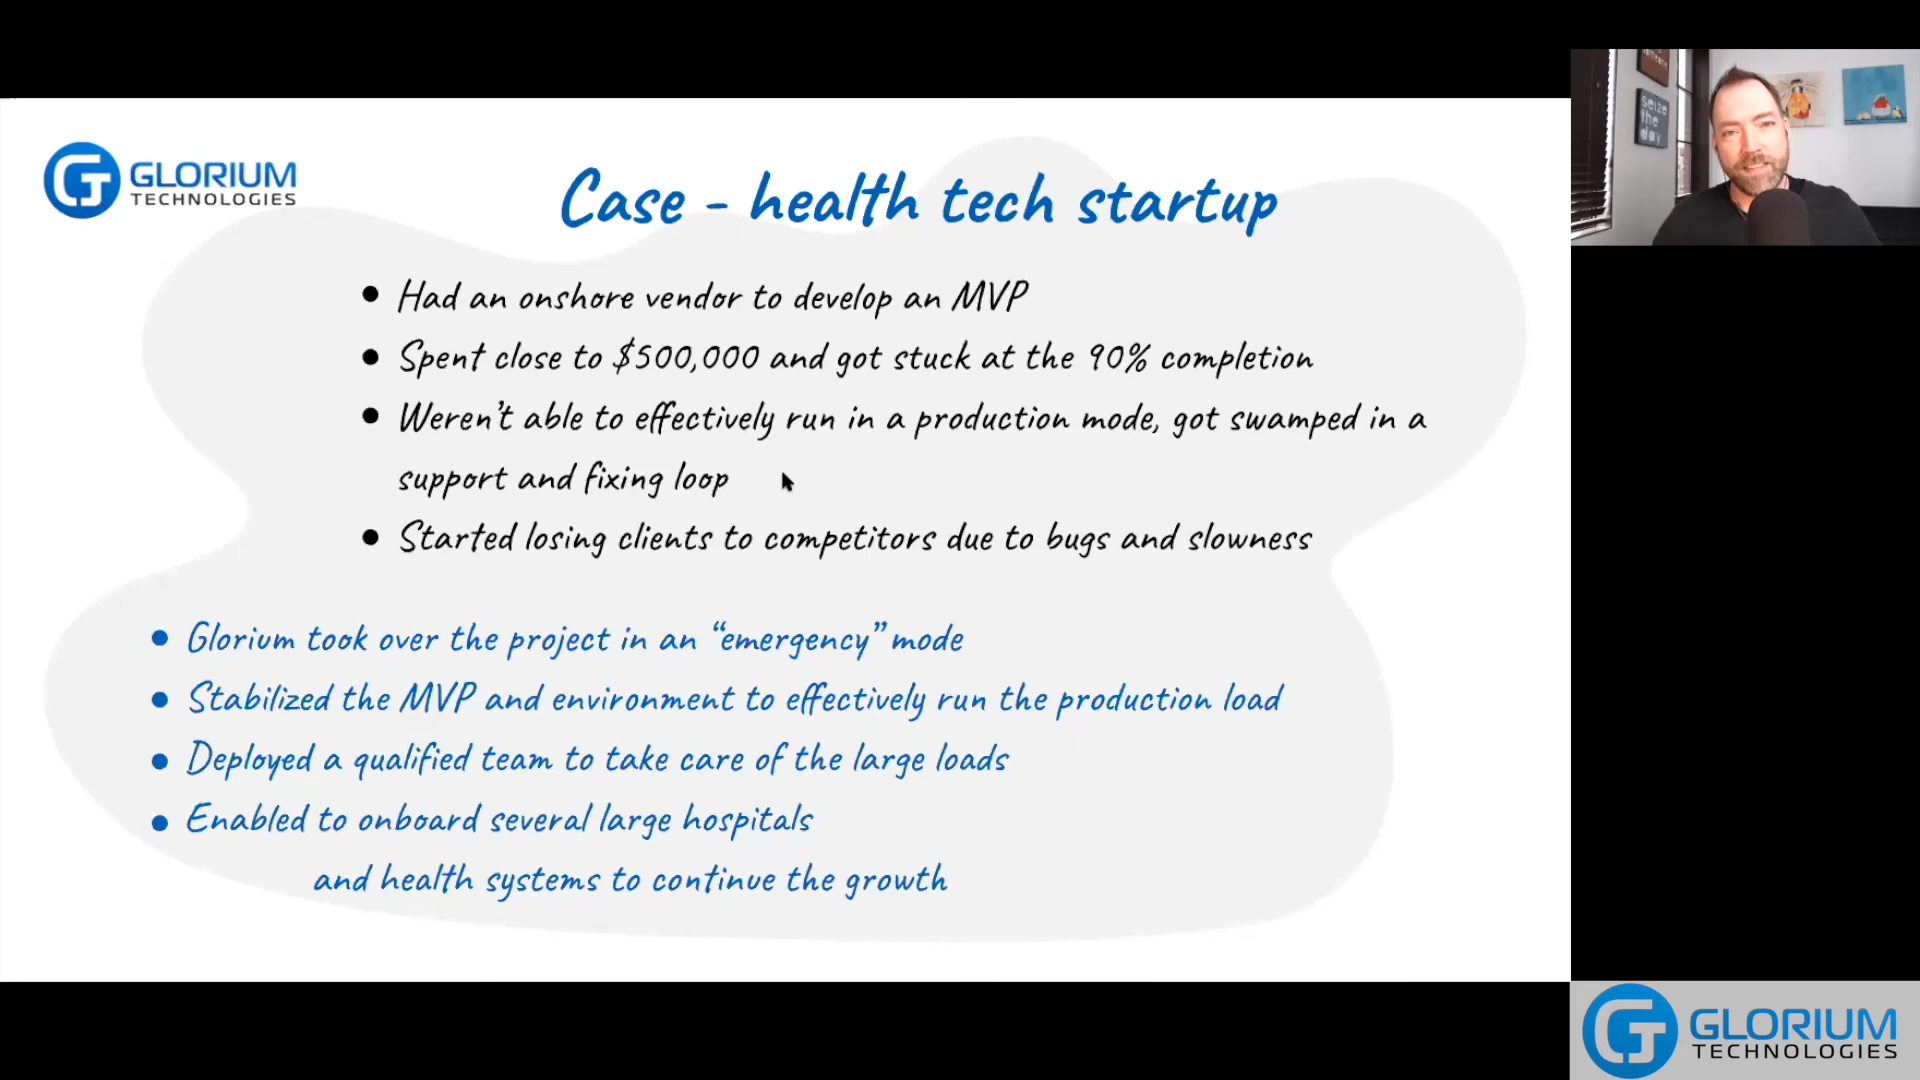 GLORIUM
TECHNOLOGIES
Case - health tech startup
• Had an onshore vendor to develop an MVP
• Spent close to $500,000 and got stuck at the 90% completion
• Weren't able to effectively run in a production mode, got swamped in a
support and fixing loop
• Started losing clients to competitors due to bugs and slowness
• Glorium took over the project in an “emergency” mode
• Stabilized the MVP and environment to effectively run the production load
• Deployed a qualified team to take care of the large loads
• Enabled to onboard several large hospitals
and health systems to continue the growth
seize
the
day
GLORIUM
TECHNOLOGIES